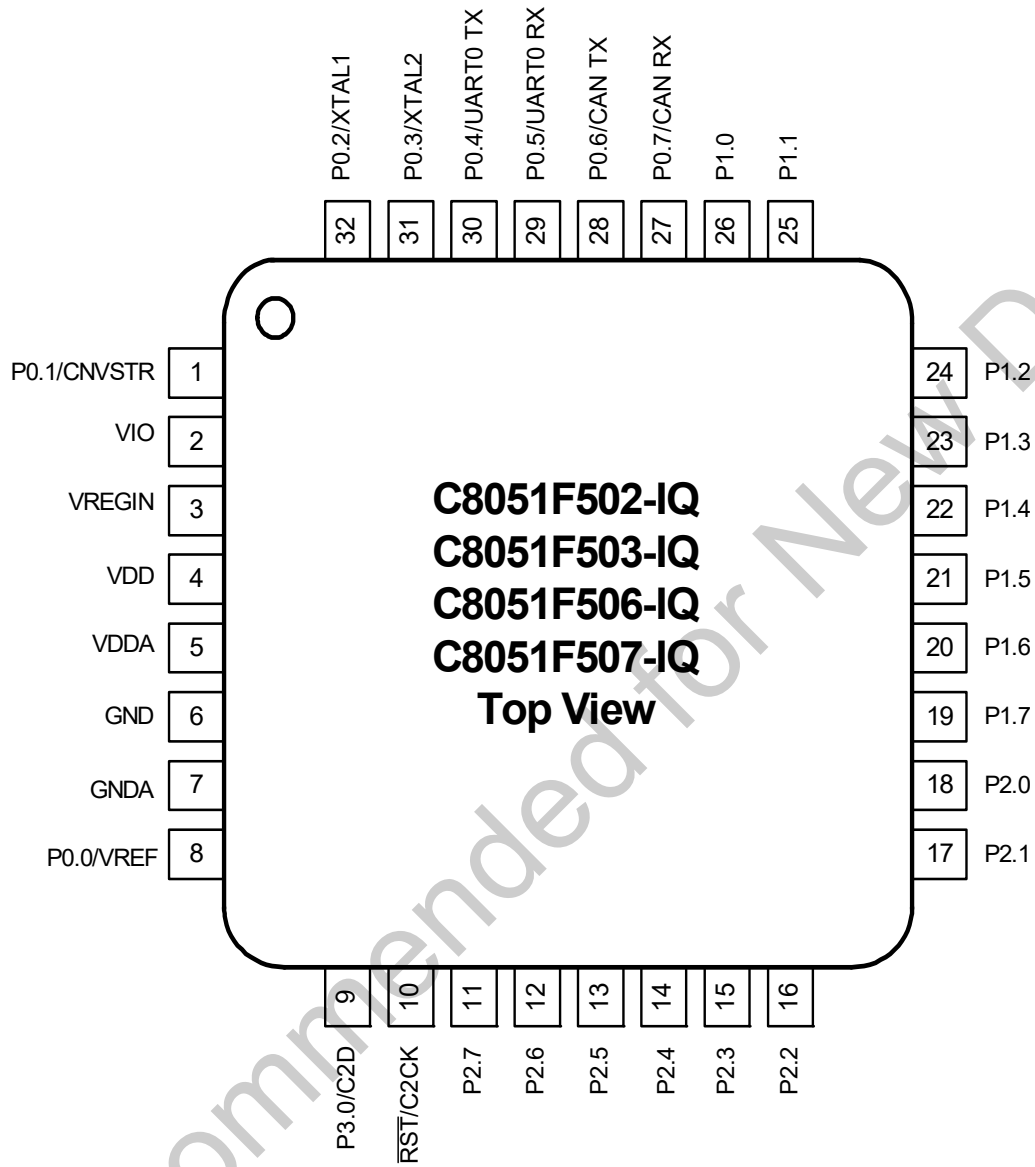 P0.2/XTAL1
P0.3/XTAL2
P0.4/UART0 TX
P0.5/UART0 RX
P0.6/CAN TX
P0.7/CAN RX
P1.0
P1.1
32
31
30
29
28
27
26
25
P0.1/CNVSTR 1
VIO 2
VREGIN 3
VDD 4
VDDA 5
GND 6
GNDA 7
P0.0/VREF 8
C8051F502-IQ
C8051F503-IQ
C8051F506-IQ
C8051F507-IQ
Top View
24 P1.2
23 P1.3
22 P1.4
21 P1.5
20 P1.6
19 P1.7
18 P2.0
17 P2.1
9
10
11
12
13
14
15
16
P3.0/C2D
RST/C2CK
P2.7
P2.6
P2.5
P2.4
P2.3
P2.2
ommended for New D